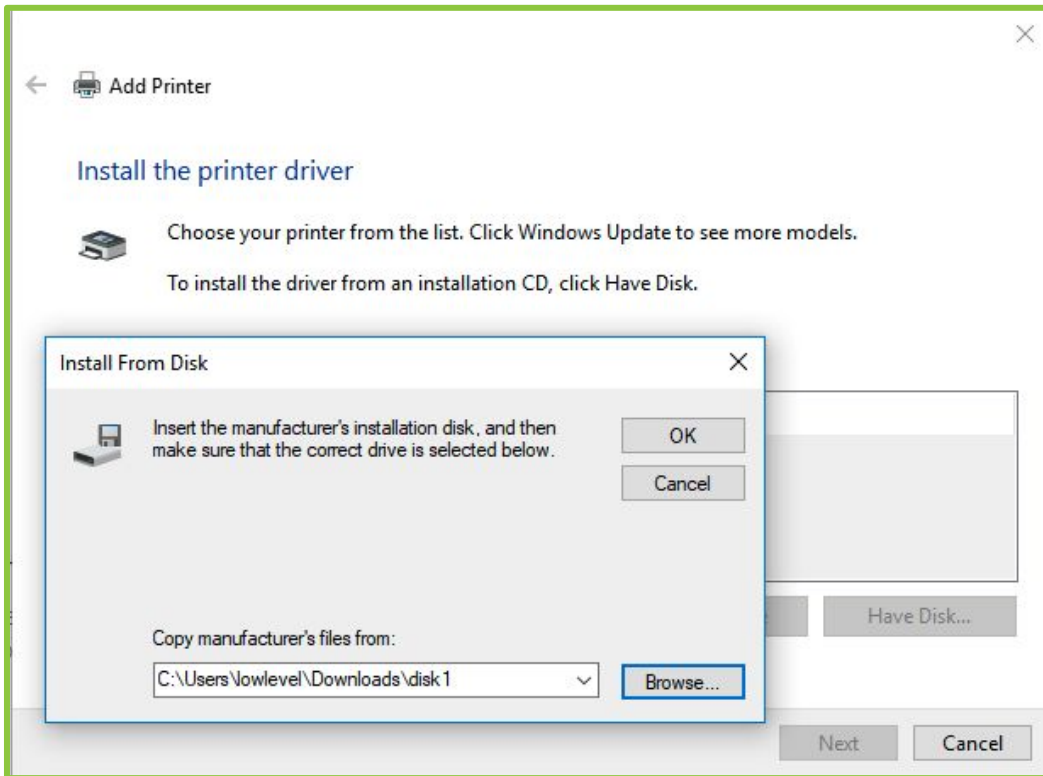 Add Printer
Install the printer driver
Choose your printer from the list. Click Windows Update to see more models.
To install the driver from an installation CD, click Have Disk.
Install From Disk
Insert the manufacturer's installation disk, and then
make sure that the correct drive is selected below.
OK
Cancel
Have Disk...
Copy manufacturer's files from:
C:\Users\lowlevel\Downloads\disk1
Browse...
Next
Cancel